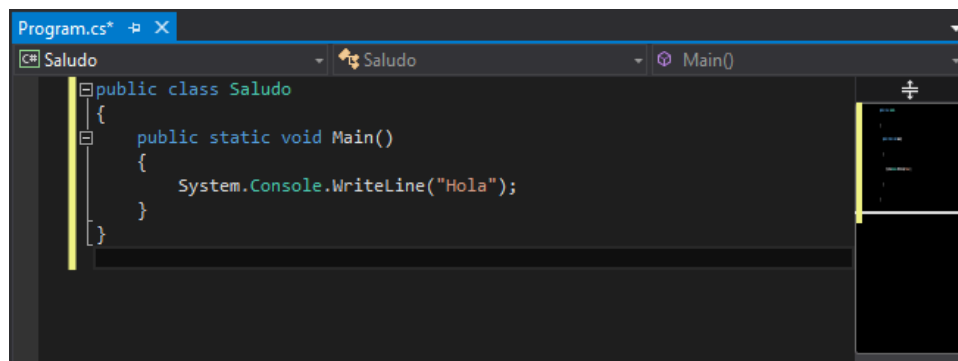 Program.cs*
C# Saludo Saludo Main()
public class Saludo
{
public static void Main()
{
System.Console.WriteLine("Hola");
}
}